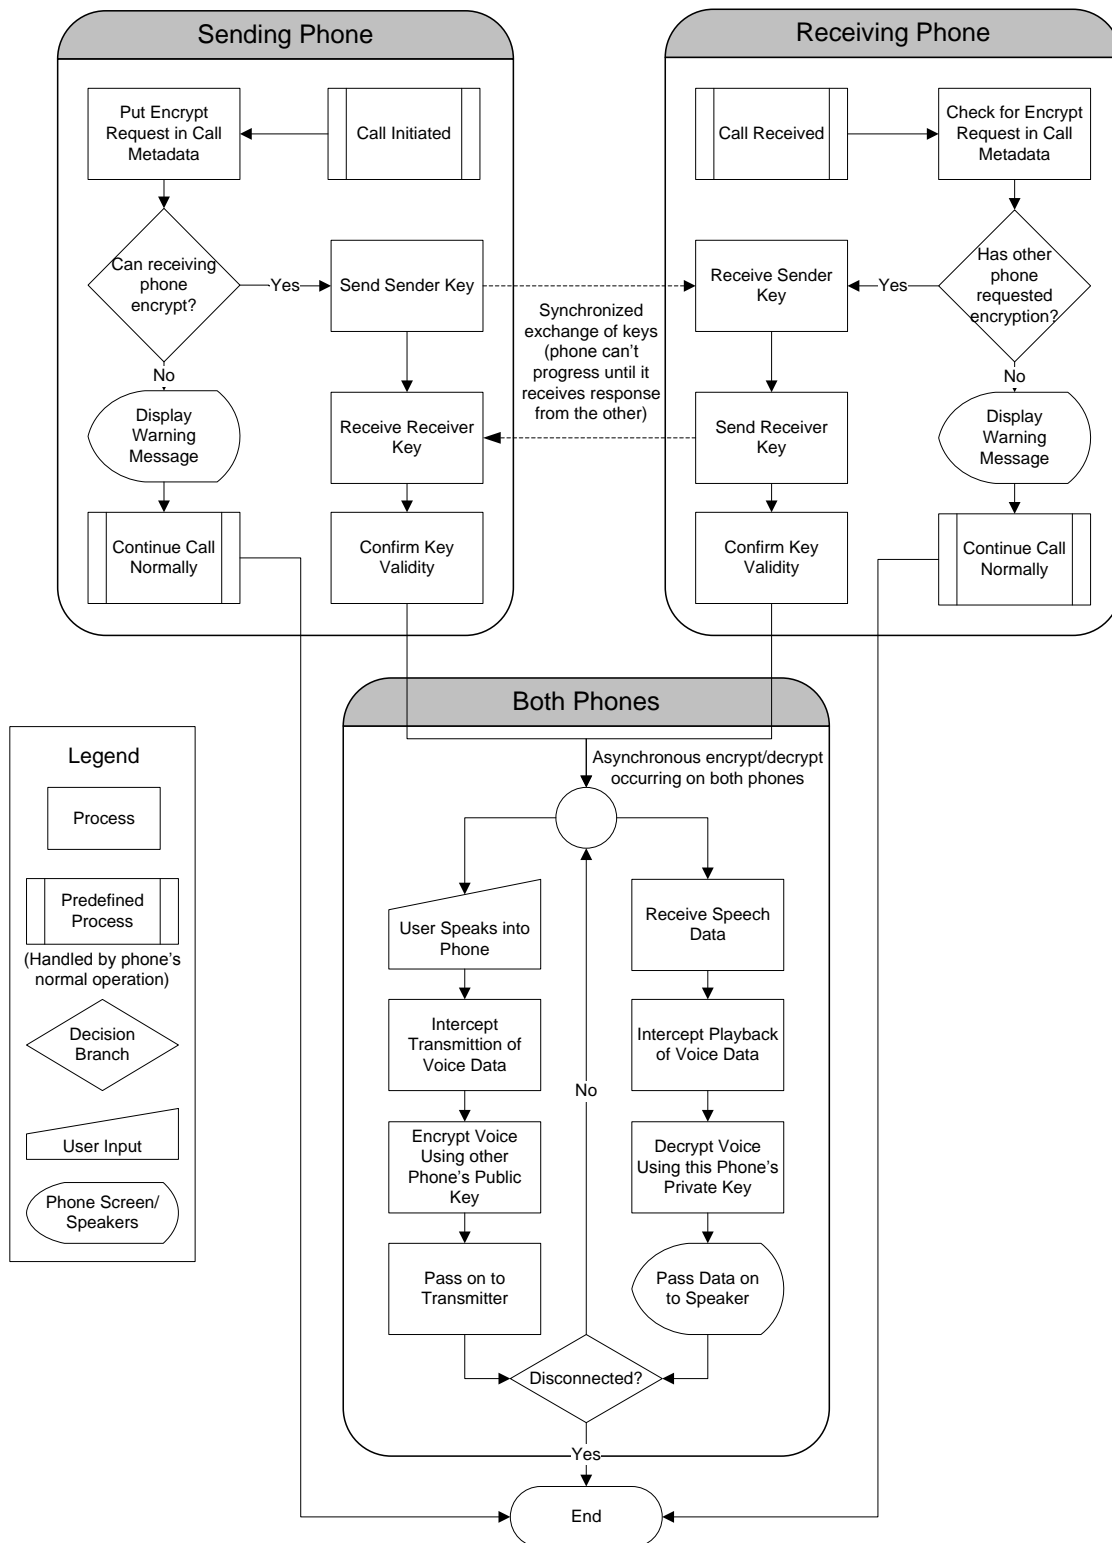 Sending Phone
Put Encrypt
Request in Call
Metadata
Call Initiated
Can receiving
phone
encrypt?
Yes
Send Sender Key
No
Display
Warning
Message
Receive Receiver
Key
Continue Call
Normally
Confirm Key
Validity
Synchronized
exchange of keys
(phone can't
progress until it
receives response
from the other)
Receiving Phone
Call Received
Check for Encrypt
Request in Call
Metadata
Receive Sender
Key
Yes
Has other
phone
requested
encryption?
No
Send Receiver
Key
Display
Warning
Message
Confirm Key
Validity
Continue Call
Normally
Legend
Process
Predefined
Process
(Handled by phone's
normal operation)
Decision
Branch
User Input
Phone Screen/
Speakers
Both Phones
Asynchronous encrypt/decrypt
occurring on both phones
User Speaks into
Phone
Intercept
Transmittion of
Voice Data
Encrypt Voice
Using other
Phone's Public
Key
Pass on to
Transmitter
No
Receive Speech
Data
Intercept Playback
of Voice Data
Decrypt Voice
Using this Phone's
Private Key
Pass Data on
to Speaker
Disconnected?
Yes
End